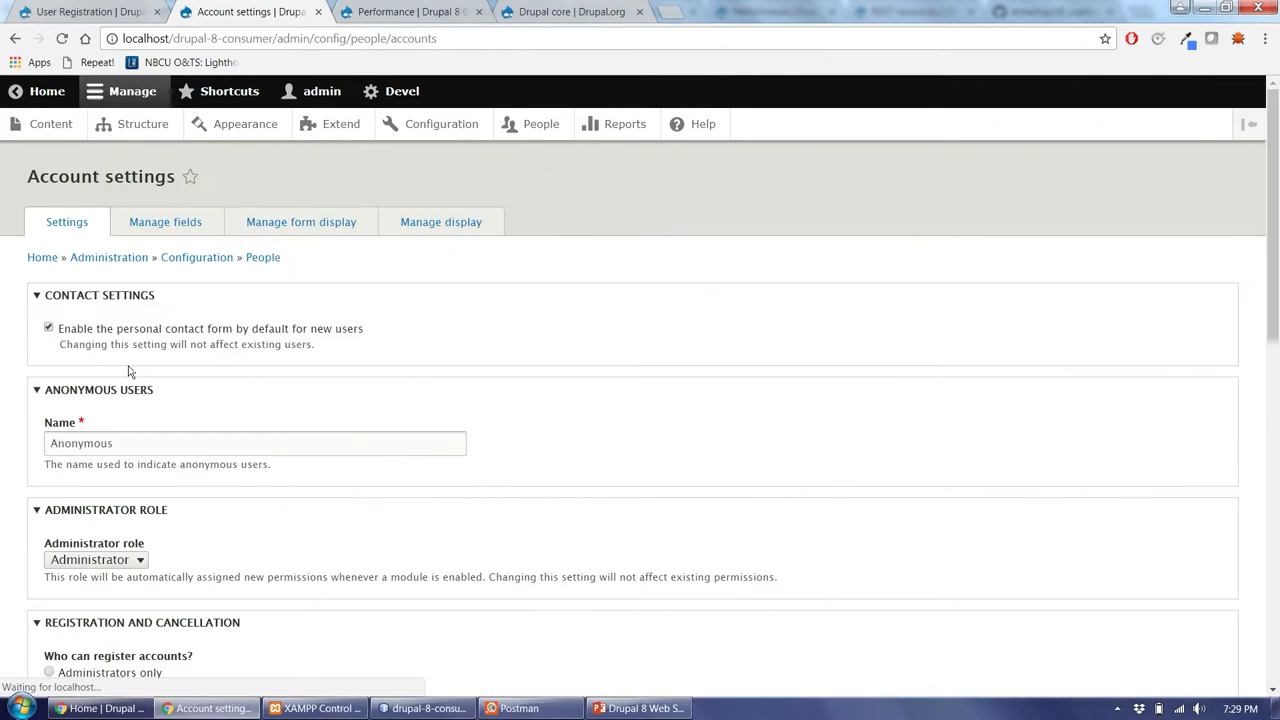 User Registration | Drupal
Account settings | Drupal
Performance | Drupal 8 C
Drupal core | Drupal.org
localhost/drupal-8-consumer/admin/config/people/accounts
Apps
Repeat!
NBCU O&TS: Lightho
Home
Manage
Shortcuts
admin
Devel
Content
Structure
Appearance
Extend
Configuration
People
Reports
Help
Account settings
Settings
Manage fields
Manage form display
Manage display
Home » Administration » Configuration » People
CONTACT SETTINGS
Enable the personal contact form by default for new users
Changing this setting will not affect existing users.
ANONYMOUS USERS
Name *
Anonymous
The name used to indicate anonymous users.
ADMINISTRATOR ROLE
Administrator role
Administrator
This role will be automatically assigned new permissions whenever a module is enabled. Changing this setting will not affect existing permissions.
REGISTRATION AND CANCELLATION
Who can register accounts?
Administrators only
Waiting for localhost...
Home | Drupal ...
Account setting...
XAMPP Control ...
drupal-8-consu...
Postman
Drupal 8 Web S...
7:29 PM